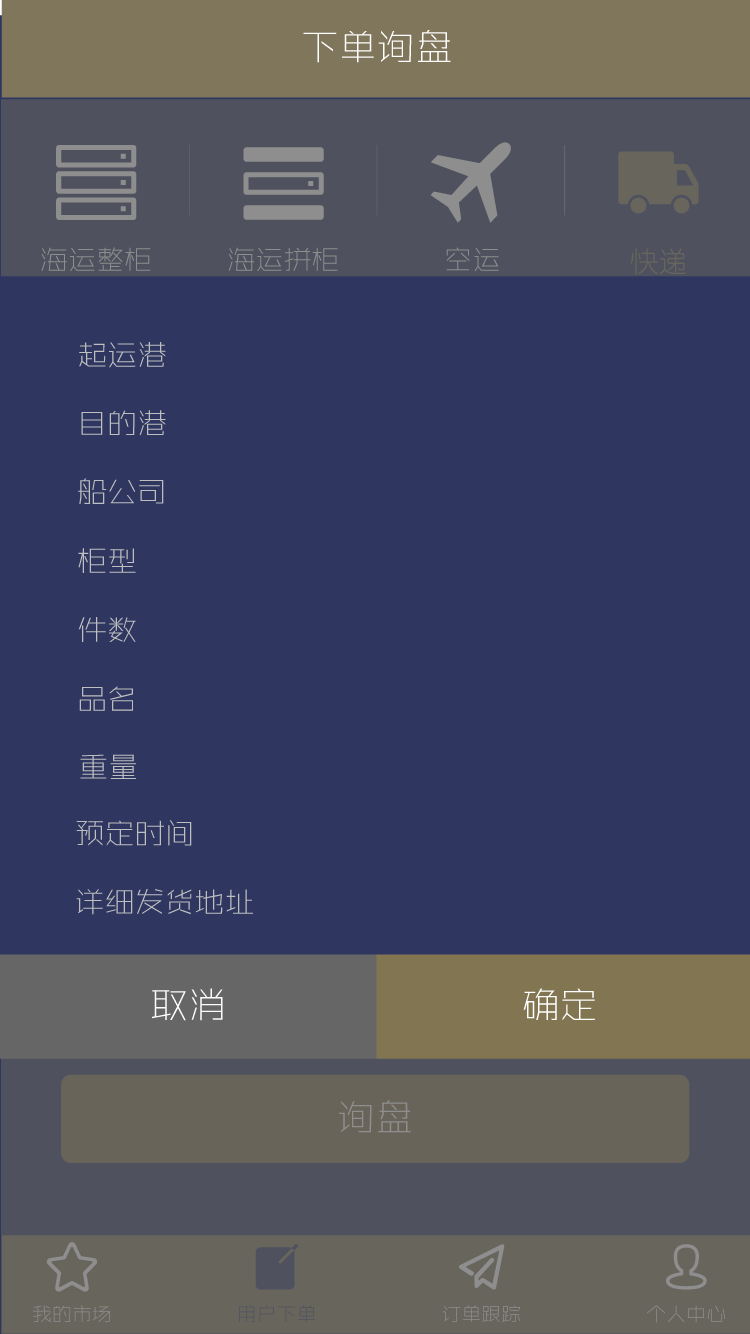 下单询盘
海运整柜 海运拼柜 空运 快递
起运港
目的港
船公司
柜型
件数
品名
重量
预定时间
详细发货地址
取消 确定
询盘
我的市场 用户下单 订单跟踪 个人中心